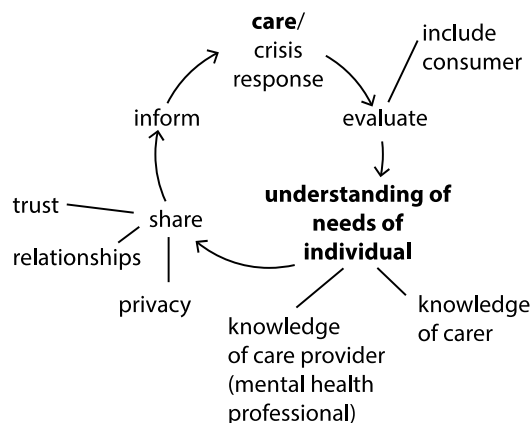 care/
crisis
response
include
consumer
evaluate
inform
understanding of
needs of
individual
trust
share
relationships
privacy
knowledge
of carer
knowledge
of care provider
(mental health
professional)